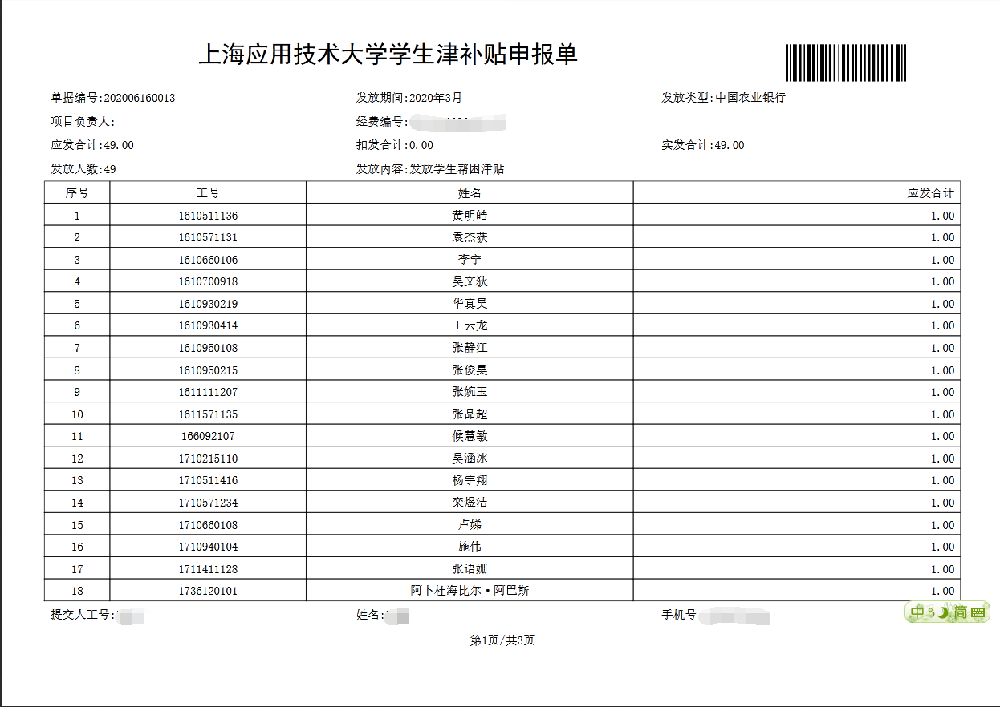 上海应用技术大学学生津补贴申报单
单据编号:202006160013 发放期间:2020年3月 发放类型:中国农业银行
项目负责人: 经费编号:
应发合计:49.00 扣发合计:0.00 实发合计:49.00
发放人数:49 发放内容:发放学生帮困津贴
序号 工号 姓名 应发合计
1 1610511136 黄明皓 1.00
2 1610571131 袁杰获 1.00
3 1610660106 李宁 1.00
4 1610700918 吴文狄 1.00
5 1610930219 华真昊 1.00
6 1610930414 王云龙 1.00
7 1610950108 张静江 1.00
8 1610950215 张俊昊 1.00
9 1611111207 张婉玉 1.00
10 1611571135 张品超 1.00
11 166092107 候慧敏 1.00
12 1710215110 吴涵冰 1.00
13 1710511416 杨宇翔 1.00
14 1710571234 栾煜洁 1.00
15 1710660108 卢娣 1.00
16 1710940104 施伟 1.00
17 1711411128 张语姗 1.00
18 1736120101 阿卜杜海比尔·阿巴斯 1.00
提交人工号: 姓名: 手机号
中 简
第1页/共3页